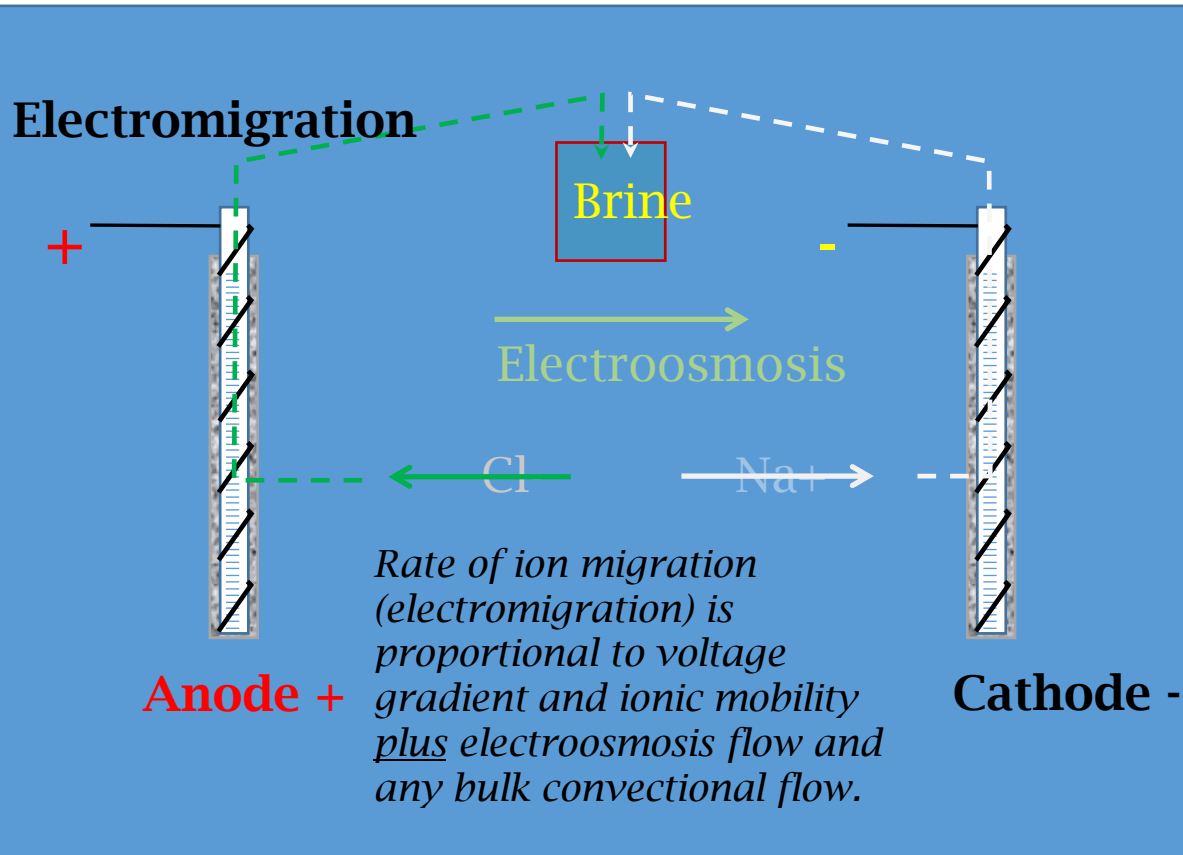 Electromigration
Brine
+
-
Electroosmosis
Cl
Na+
Rate of ion migration
(electromigration) is
proportional to voltage
gradient and ionic mobility
plus electroosmosis flow and
any bulk convectional flow.
Anode +
Cathode -